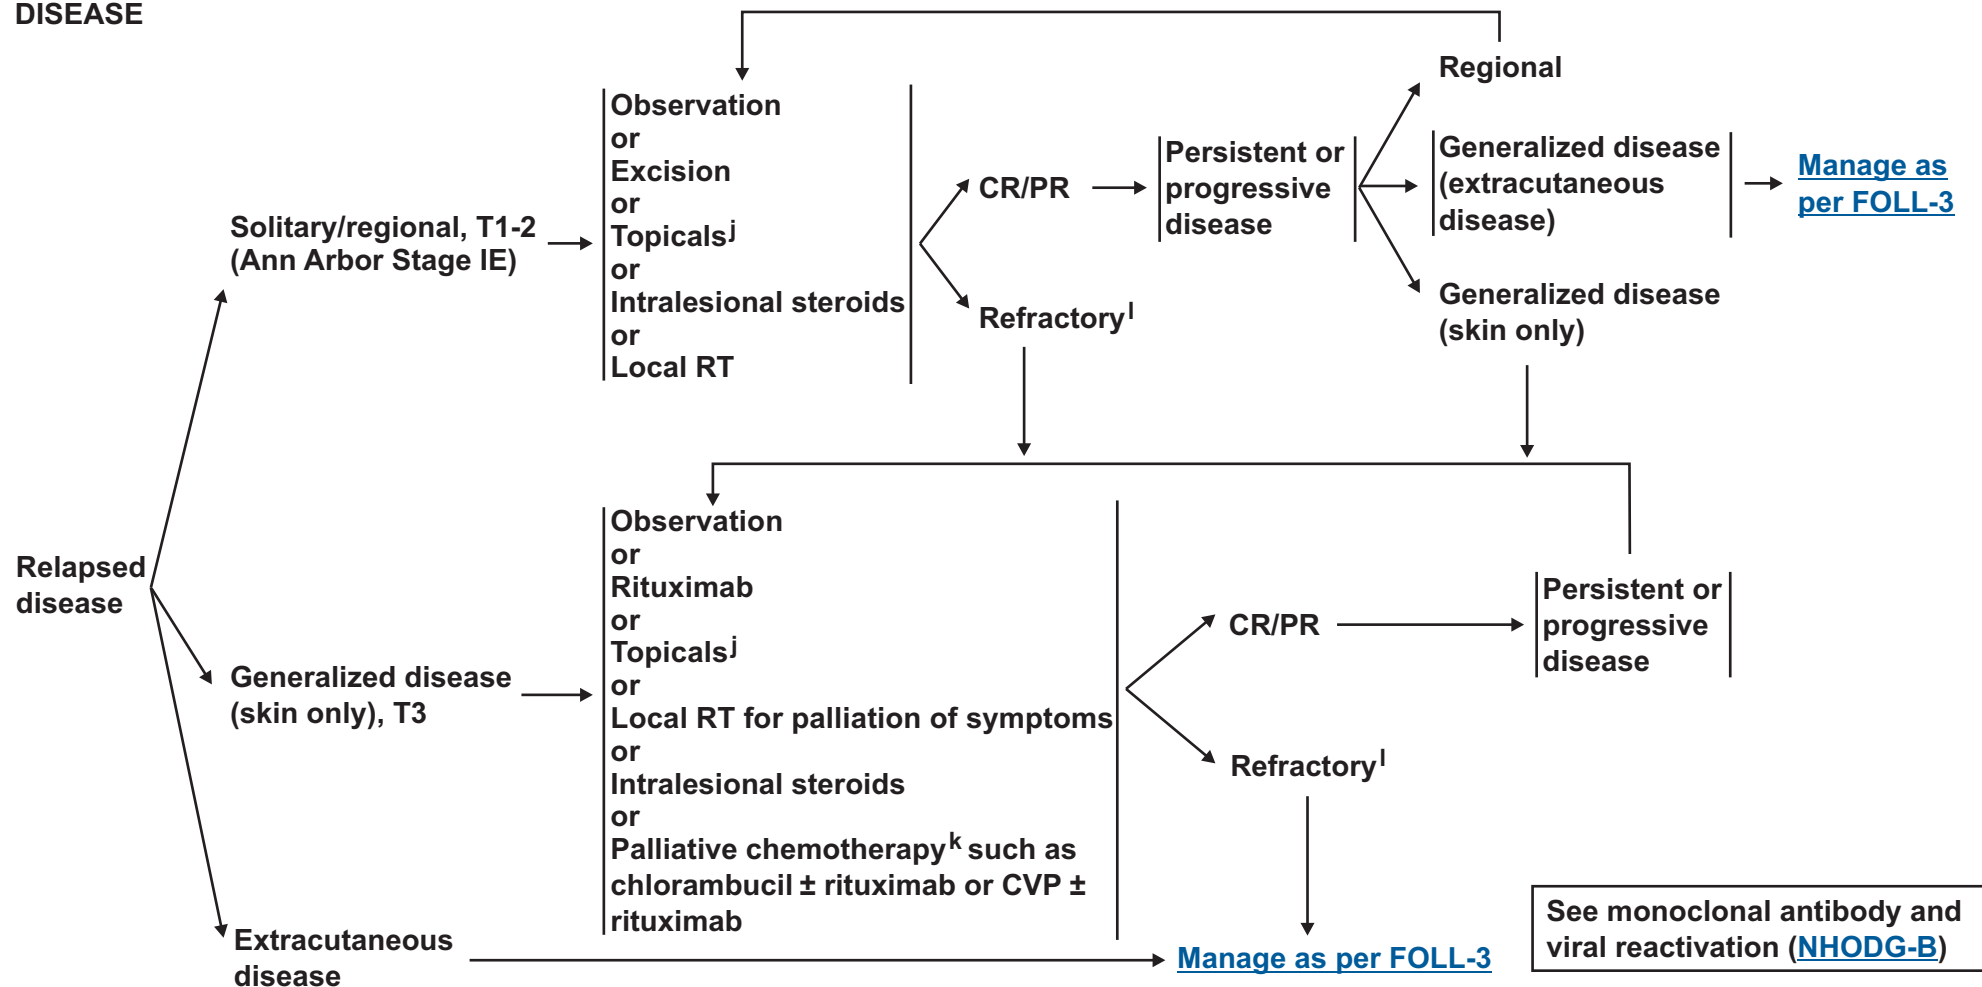 DISEASE
Relapsed
disease
Solitary/regional, T1-2
(Ann Arbor Stage IE)
Observation
or
Excision
or
Topicalsj
or
Intralesional steroids
or
Local RT
CR/PR
Refractoryl
Persistent or
progressive
disease
Regional
Generalized disease
(extracutaneous
disease)
Manage as
per FOLL-3
Generalized disease
(skin only)
Generalized disease
(skin only), T3
Observation
or
Rituximab
or
Topicalsj
or
Local RT for palliation of symptoms
or
Intralesional steroids
or
Palliative chemotherapyk such as
chlorambucil ± rituximab or CVP ±
rituximab
CR/PR
Refractoryl
Persistent or
progressive
disease
Extracutaneous
disease
Manage as per FOLL-3
See monoclonal antibody and
viral reactivation (NHODG-B)